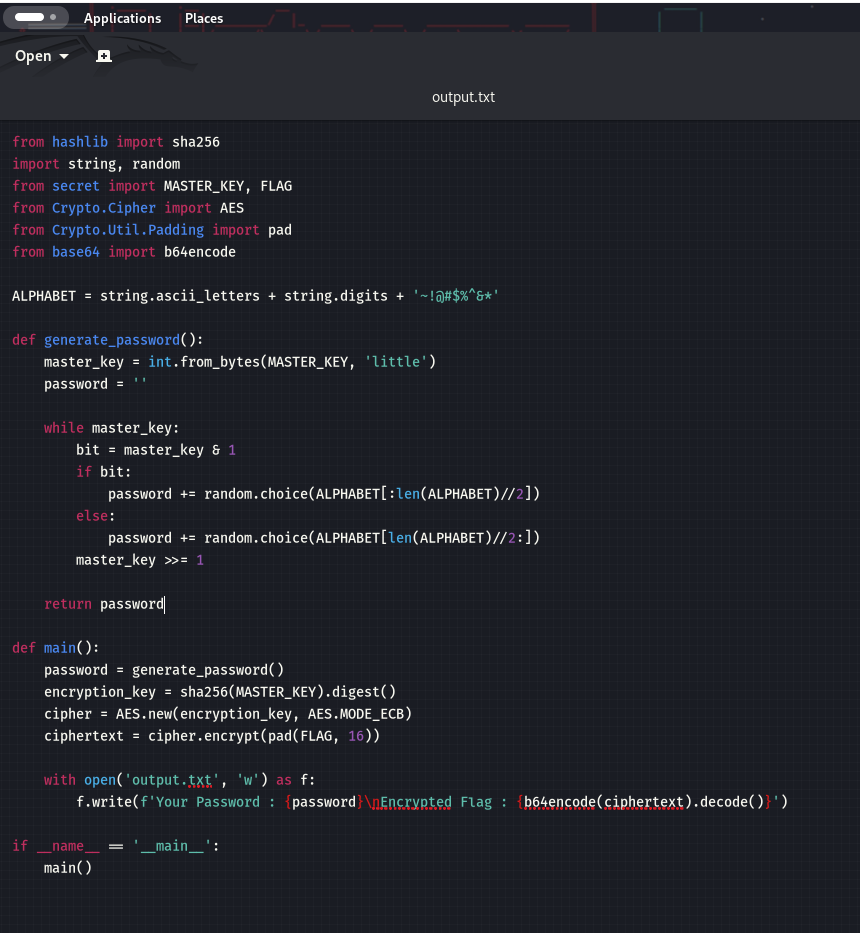 Applications Places
Open
output.txt
from hashlib import sha256
import string, random
from secret import MASTER_KEY, FLAG
from Crypto.Cipher import AES
from Crypto.Util.Padding import pad
from base64 import b64encode
ALPHABET = string.ascii_letters + string.digits + '~!@#$%^&*'
def generate_password():
    master_key = int.from_bytes(MASTER_KEY, 'little')
    password = ''
    while master_key:
        bit = master_key & 1
        if bit:
            password += random.choice(ALPHABET[:len(ALPHABET)//2])
        else:
            password += random.choice(ALPHABET[len(ALPHABET)//2:])
        master_key >>= 1
    return password
def main():
    password = generate_password()
    encryption_key = sha256(MASTER_KEY).digest()
    cipher = AES.new(encryption_key, AES.MODE_ECB)
    ciphertext = cipher.encrypt(pad(FLAG, 16))
    with open('output.txt', 'w') as f:
        f.write(f'Your Password : {password}\nEncrypted Flag : {b64encode(ciphertext).decode()}')
if __name__ == '__main__':
    main()